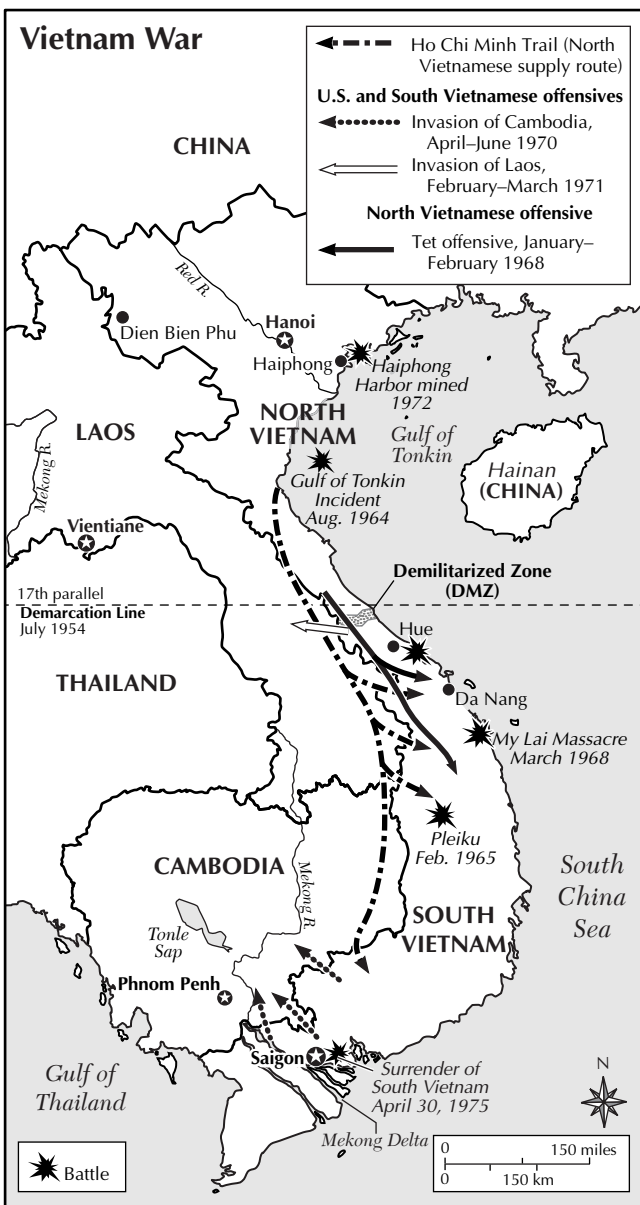 Vietnam War
Ho Chi Minh Trail (North
Vietnamese supply route)
U.S. and South Vietnamese offensives
Invasion of Cambodia,
April–June 1970
Invasion of Laos,
February–March 1971
North Vietnamese offensive
Tet offensive, January–
February 1968
CHINA
Red R.
Dien Bien Phu
Hanoi
Haiphong
Haiphong
Harbor mined
1972
NORTH
VIETNAM
Gulf of
Tonkin
LAOS
Mekong R.
Gulf of Tonkin
Incident
Aug. 1964
Hainan
(CHINA)
Vientiane
Demilitarized Zone
(DMZ)
17th parallel
Demarcation Line
July 1954
Hue
THAILAND
Da Nang
My Lai Massacre
March 1968
Pleiku
Feb. 1965
CAMBODIA
Mekong R.
South
China
Sea
SOUTH
VIETNAM
Tonle
Sap
Phnom Penh
Saigon
Surrender of
South Vietnam
April 30, 1975
Gulf of
Thailand
Mekong Delta
N
Battle
0 150 miles
0 150 km